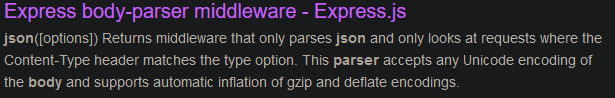 Express body-parser middleware - Express.js
json([options]) Returns middleware that only parses json and only looks at requests where the
Content-Type header matches the type option. This parser accepts any Unicode encoding of
the body and supports automatic inflation of gzip and deflate encodings.